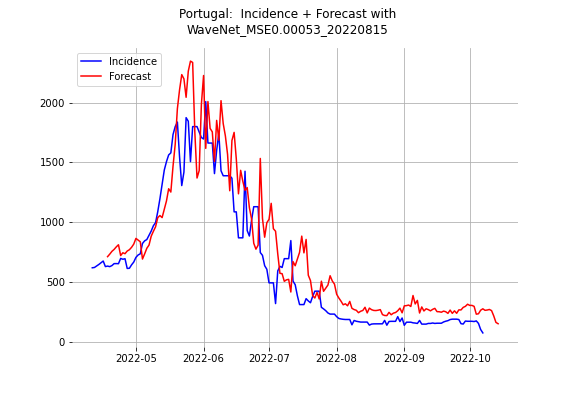 Portugal:  Incidence + Forecast with
WaveNet_MSE0.00053_20220815
Incidence
Forecast
2000
1500
1000
500
0
2022-05 2022-06 2022-07 2022-08 2022-09 2022-10